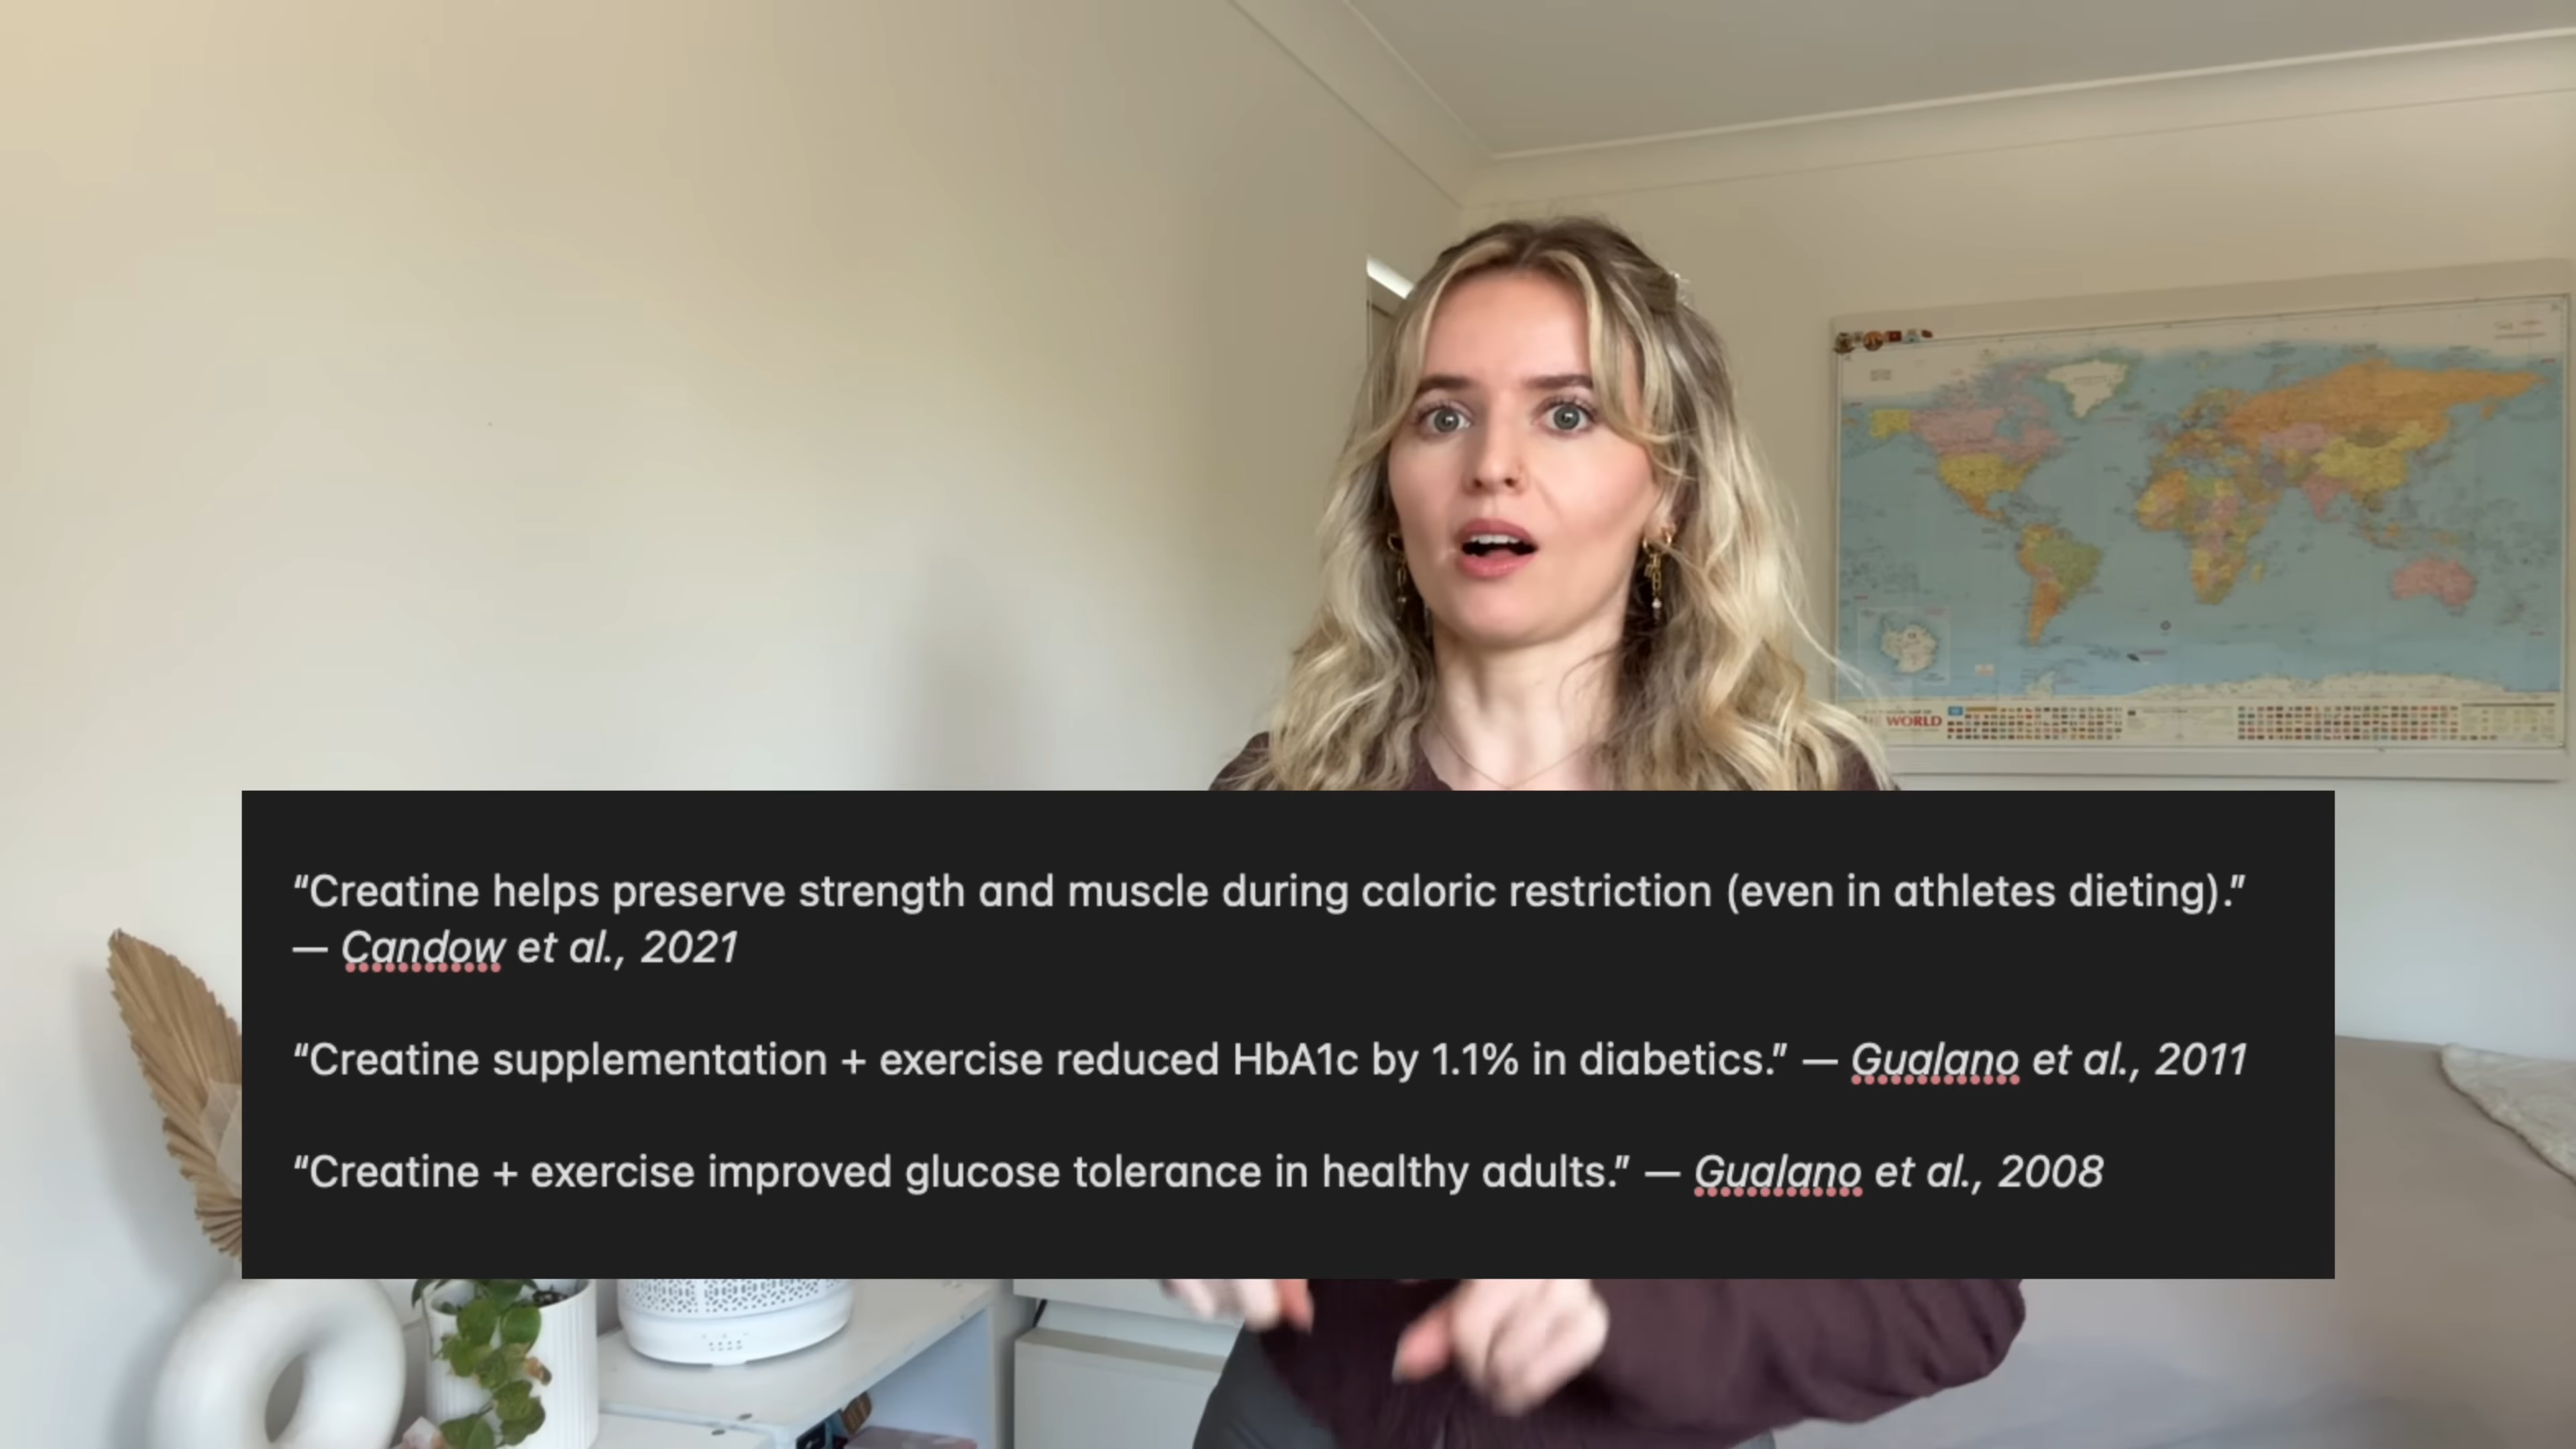 THE WORLD
“Creatine helps preserve strength and muscle during caloric restriction (even in athletes dieting).”
— Candow et al., 2021
“Creatine supplementation + exercise reduced HbA1c by 1.1% in diabetics.” — Gualano et al., 2011
“Creatine + exercise improved glucose tolerance in healthy adults.” — Gualano et al., 2008